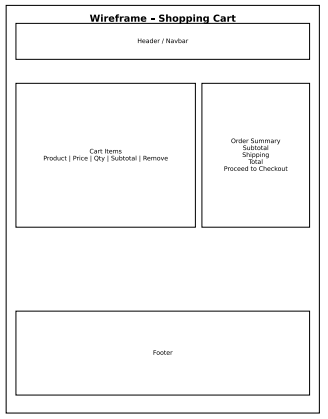 Wireframe – Shopping Cart
Header / Navbar
Cart Items
Product | Price | Qty | Subtotal | Remove
Order Summary
Subtotal
Shipping
Total
Proceed to Checkout
Footer